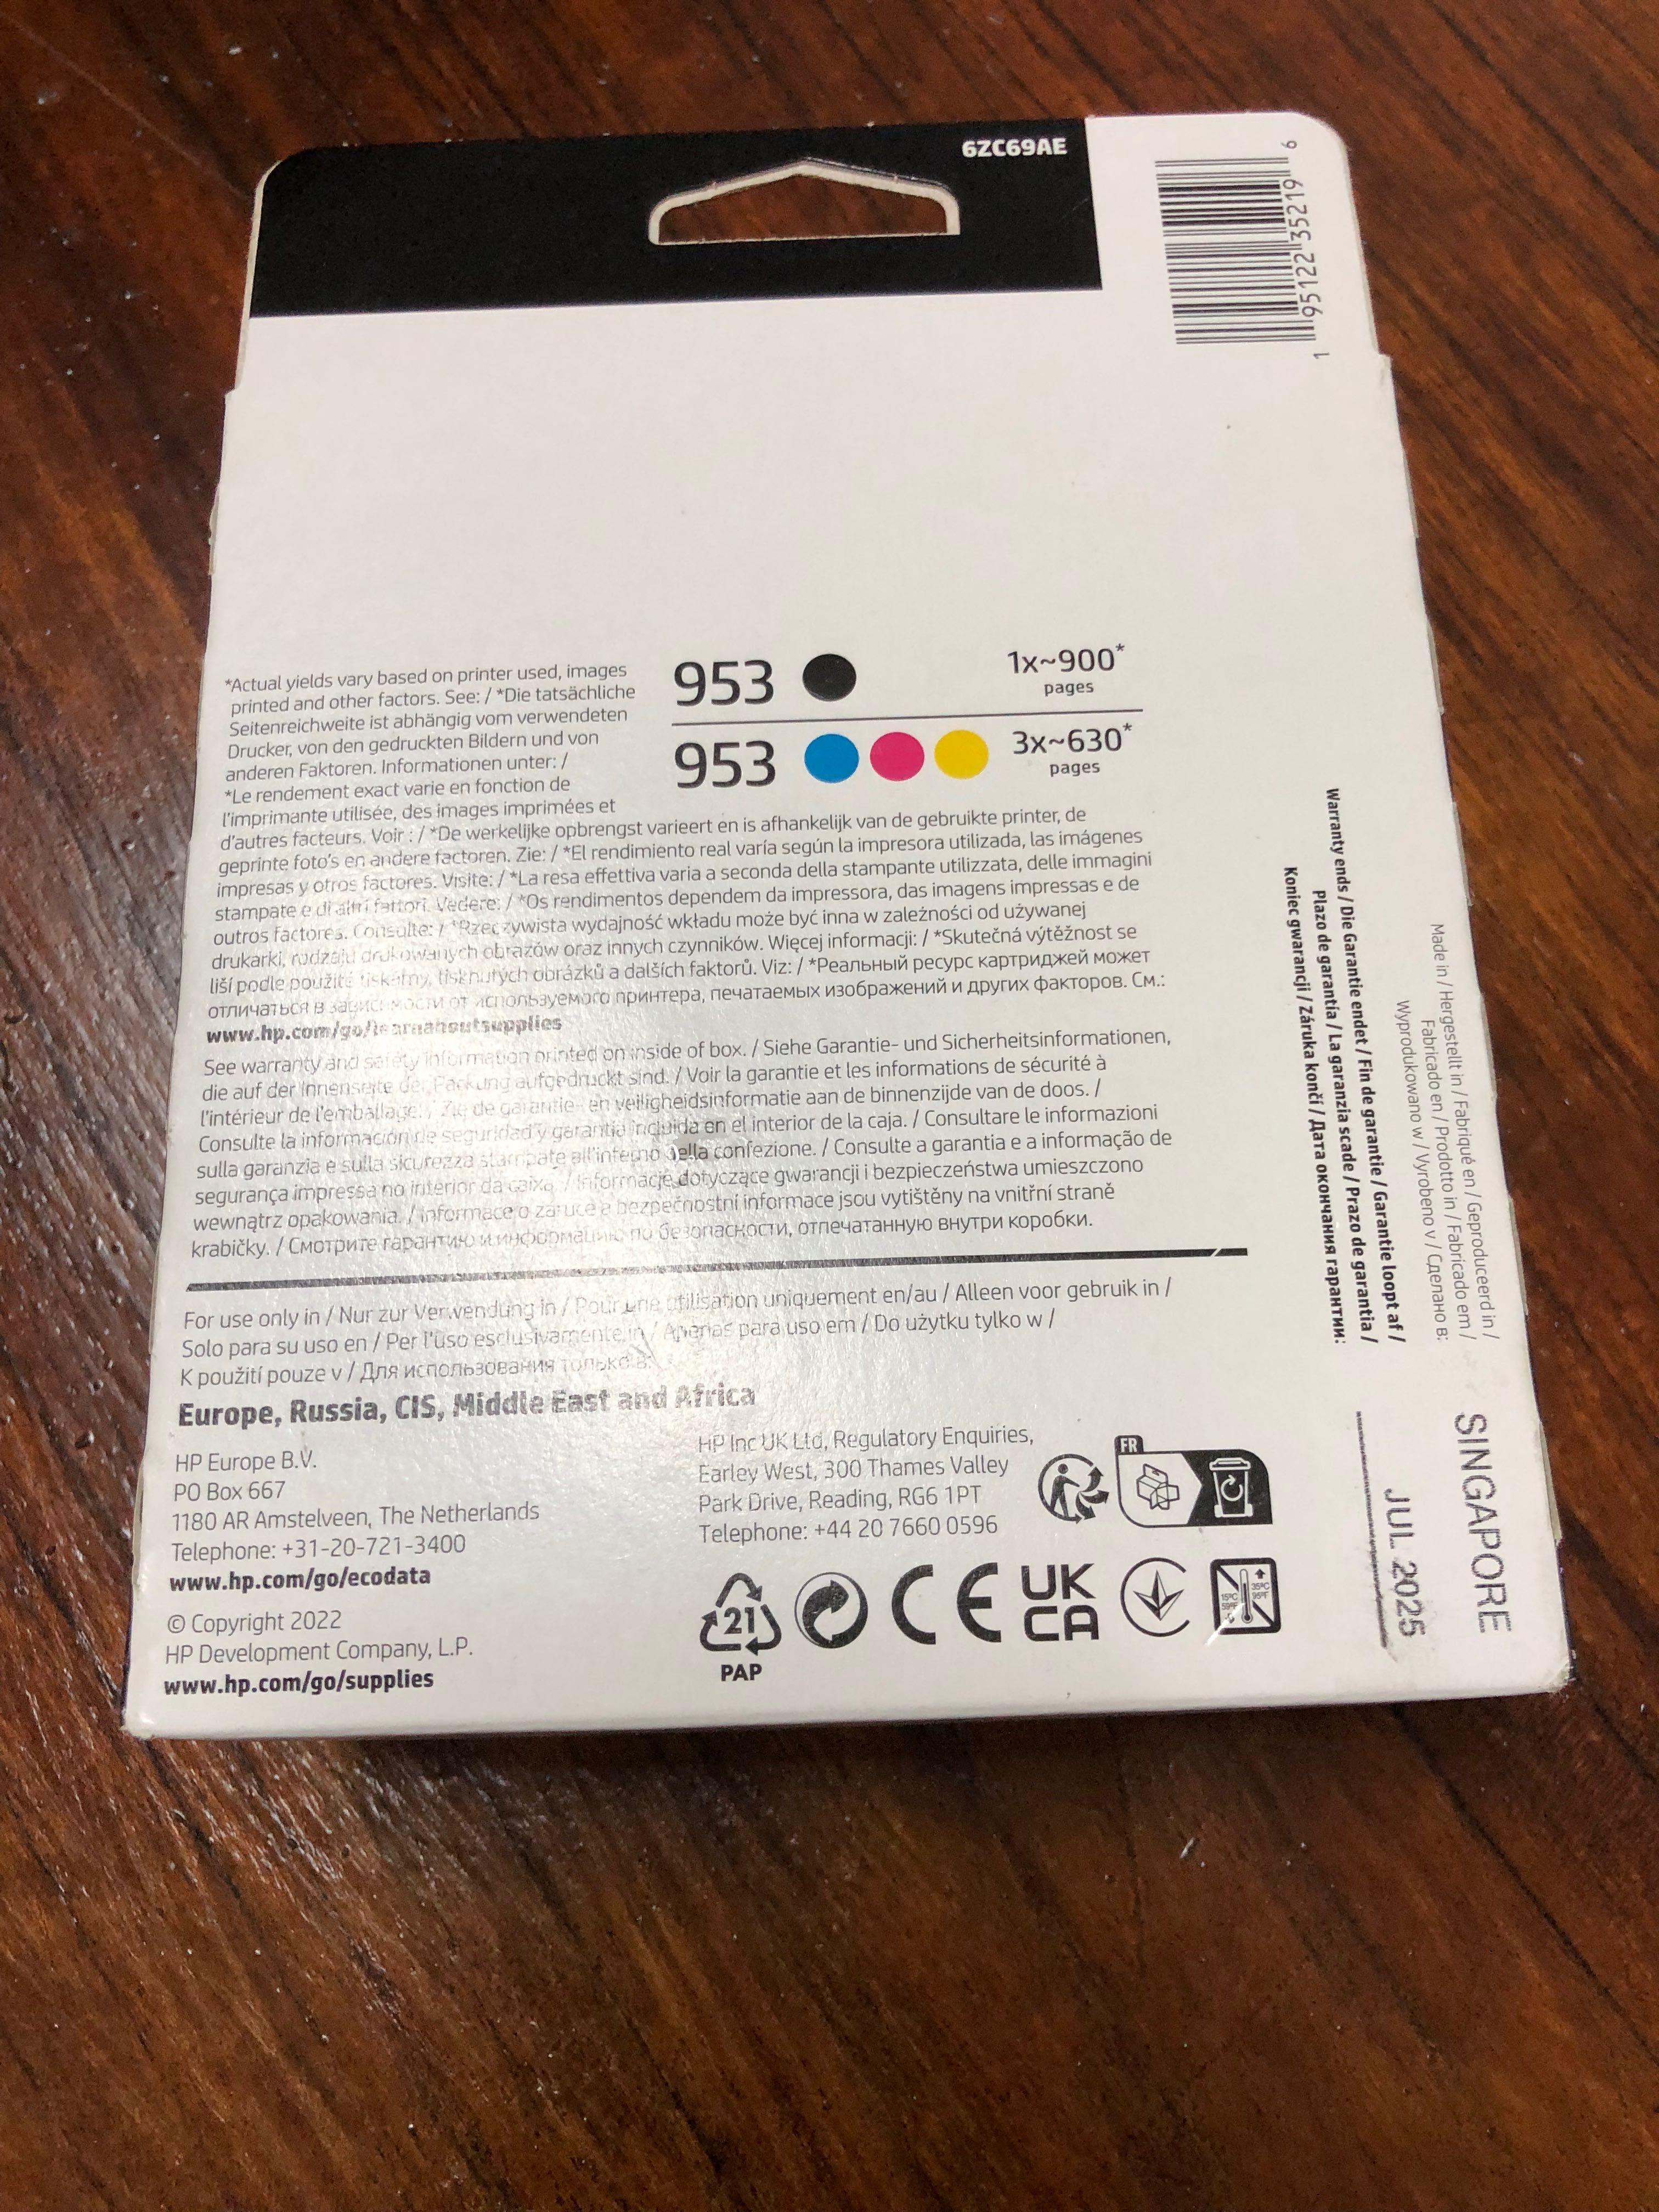 6ZC69AE
1 95122 35219 6
953
1x~900*
pages
953
3x~630*
pages
*Actual yields vary based on printer used, images
printed and other factors. See: / *Die tatsächliche
Seitenreichweite ist abhängig vom verwendeten
Drucker, von den gedruckten Bildern und von
anderen Faktoren. Informationen unter: /
*Le rendement exact varie en fonction de
l'imprimante utilisée, des images imprimées et
d'autres facteurs. Voir : / *De werkelijke opbrengst varieert en is afhankelijk van de gebruikte printer, de
geprinte foto's en andere factoren. Zie: / *El rendimiento real varía según la impresora utilizada, las imágenes
impresas y otros factores. Visite: / *La resa effettiva varia a seconda della stampante utilizzata, delle immagini
stampate e di altri fattori. Vedere: / *Os rendimentos dependem da impressora, das imagens impressas e de
outros factores. Consulte: / *Rzeczywista wydajność wkładu może być inna w zależności od używanej
drukarki, rodzaju drukowanych obrazów oraz innych czynników. Więcej informacji: / *Skutečná výtěžnost se
liší podle použité tiskárny, tisknutých obrázků a dalších faktorů. Viz: / *Реальный ресурс картриджей может
отличаться в зависимости от используемого принтера, печатаемых изображений и других факторов. См.:
www.hp.com/go/learnaboutsupplies
See warranty and safety information printed on inside of box. / Siehe Garantie- und Sicherheitsinformationen,
die auf der Innenseite der Packung aufgedruckt sind. / Voir la garantie et les informations de sécurité à
l'intérieur de l'emballage. / Zie de garantie- en veiligheidsinformatie aan de binnenzijde van de doos. /
Consulte la información de seguridad y garantía incluida en el interior de la caja. / Consultare le informazioni
sulla garanzia e sulla sicurezza stampate all'interno della confezione. / Consulte a garantia e a informação de
segurança impressa no interior da caixa. / Informacje dotyczące gwarancji i bezpieczeństwa umieszczono
wewnątrz opakowania. / Informace o záruce a bezpečnostní informace jsou vytištěny na vnitřní straně
krabičky. / Смотрите гарантию и информацию по безопасности, отпечатанную внутри коробки.
For use only in / Nur zur Verwendung in / Pour une utilisation uniquement en/au / Alleen voor gebruik in /
Solo para su uso en / Per l'uso esclusivamente in / Apenas para uso em / Do użytku tylko w /
K použití pouze v / Для использования только в:
Europe, Russia, CIS, Middle East and Africa
HP Europe B.V.
PO Box 667
1180 AR Amstelveen, The Netherlands
Telephone: +31-20-721-3400
www.hp.com/go/ecodata
© Copyright 2022
HP Development Company, L.P.
www.hp.com/go/supplies
HP Inc UK Ltd, Regulatory Enquiries,
Earley West, 300 Thames Valley
Park Drive, Reading, RG6 1PT
Telephone: +44 20 7660 0596
FR
21
PAP
CE
UK
CA
15°C
59°F
35°C
95°F
Warranty ends / Die Garantie endet / Fin de garantie / Garantie loopt af /
Plazo de garantía / La garanzia scade / Prazo de garantia /
Koniec gwarancji / Záruka končí / Дата окончания гарантии:
JUL 2025
Made in / Hergestellt in / Fabriqué en / Geproduceerd in /
Fabricado en / Prodotto in / Fabricado em /
Wyprodukowano w / Vyrobeno v / Сделано в:
SINGAPORE